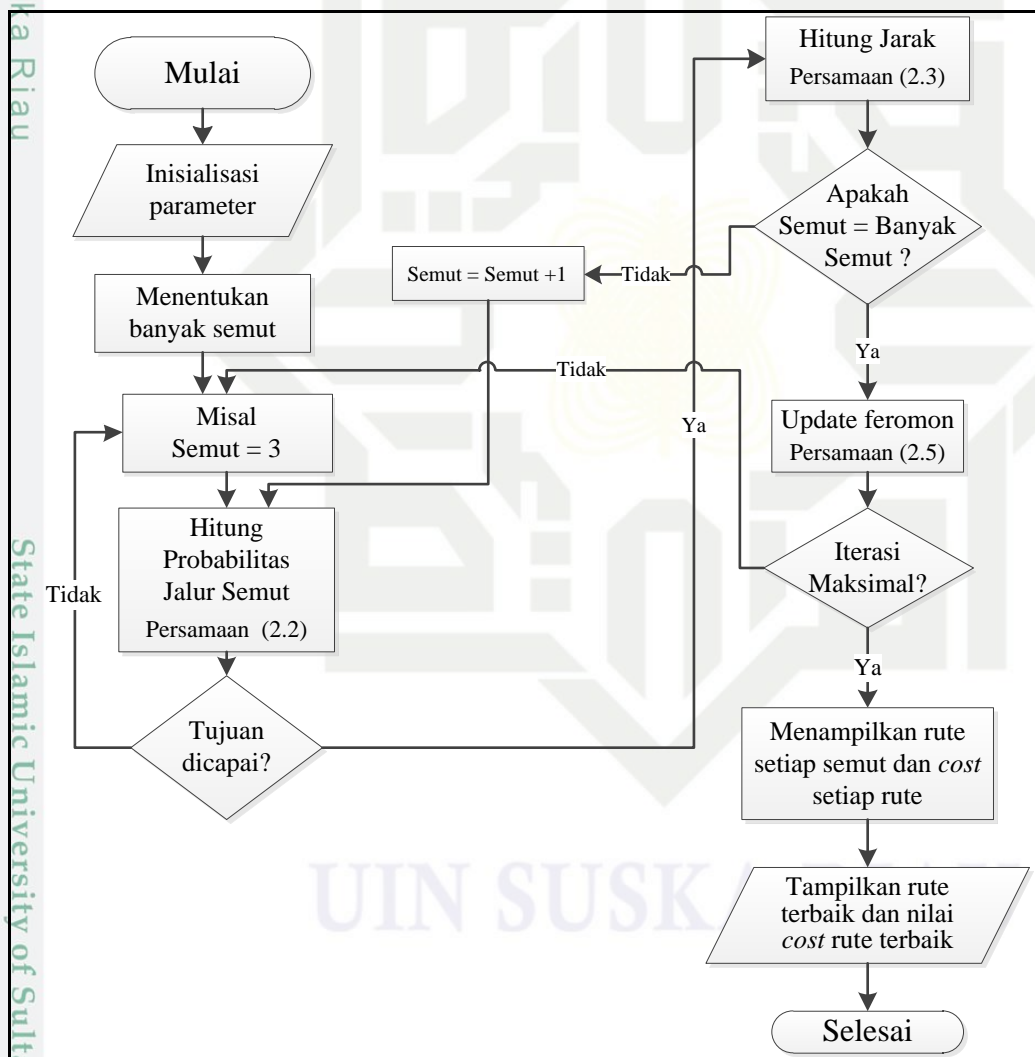 Mulai
Inisialisasi
parameter
Menentukan
banyak semut
Misal
Semut = 3
Hitung
Probabilitas
Jalur Semut
Persamaan (2.2)
Tujuan
dicapai?
Tidak
Ya
Hitung Jarak
Persamaan (2.3)
Apakah
Semut = Banyak
Semut ?
Tidak
Semut = Semut +1
Ya
Update feromon
Persamaan (2.5)
Iterasi
Maksimal?
Tidak
Ya
Menampilkan rute
setiap semut dan cost
setiap rute
Tampilkan rute
terbaik dan nilai
cost rute terbaik
Selesai
ka Riau
State Islamic University of Sult
UIN SUSKA RIAU